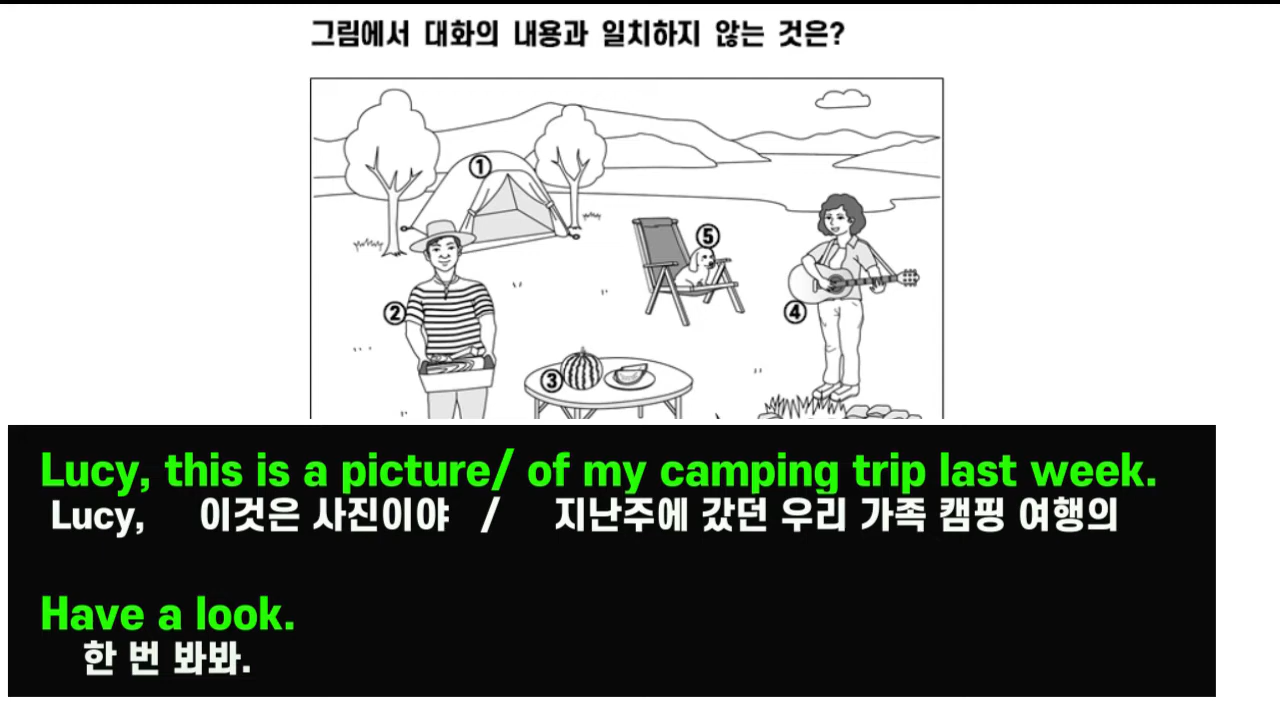 그림에서 대화의 내용과 일치하지 않는 것은?
①
②
③
④
⑤
Lucy, this is a picture/ of my camping trip last week.
Lucy, 이것은 사진이야 / 지난주에 갔던 우리 가족 캠핑 여행의
Have a look.
한 번 봐봐.